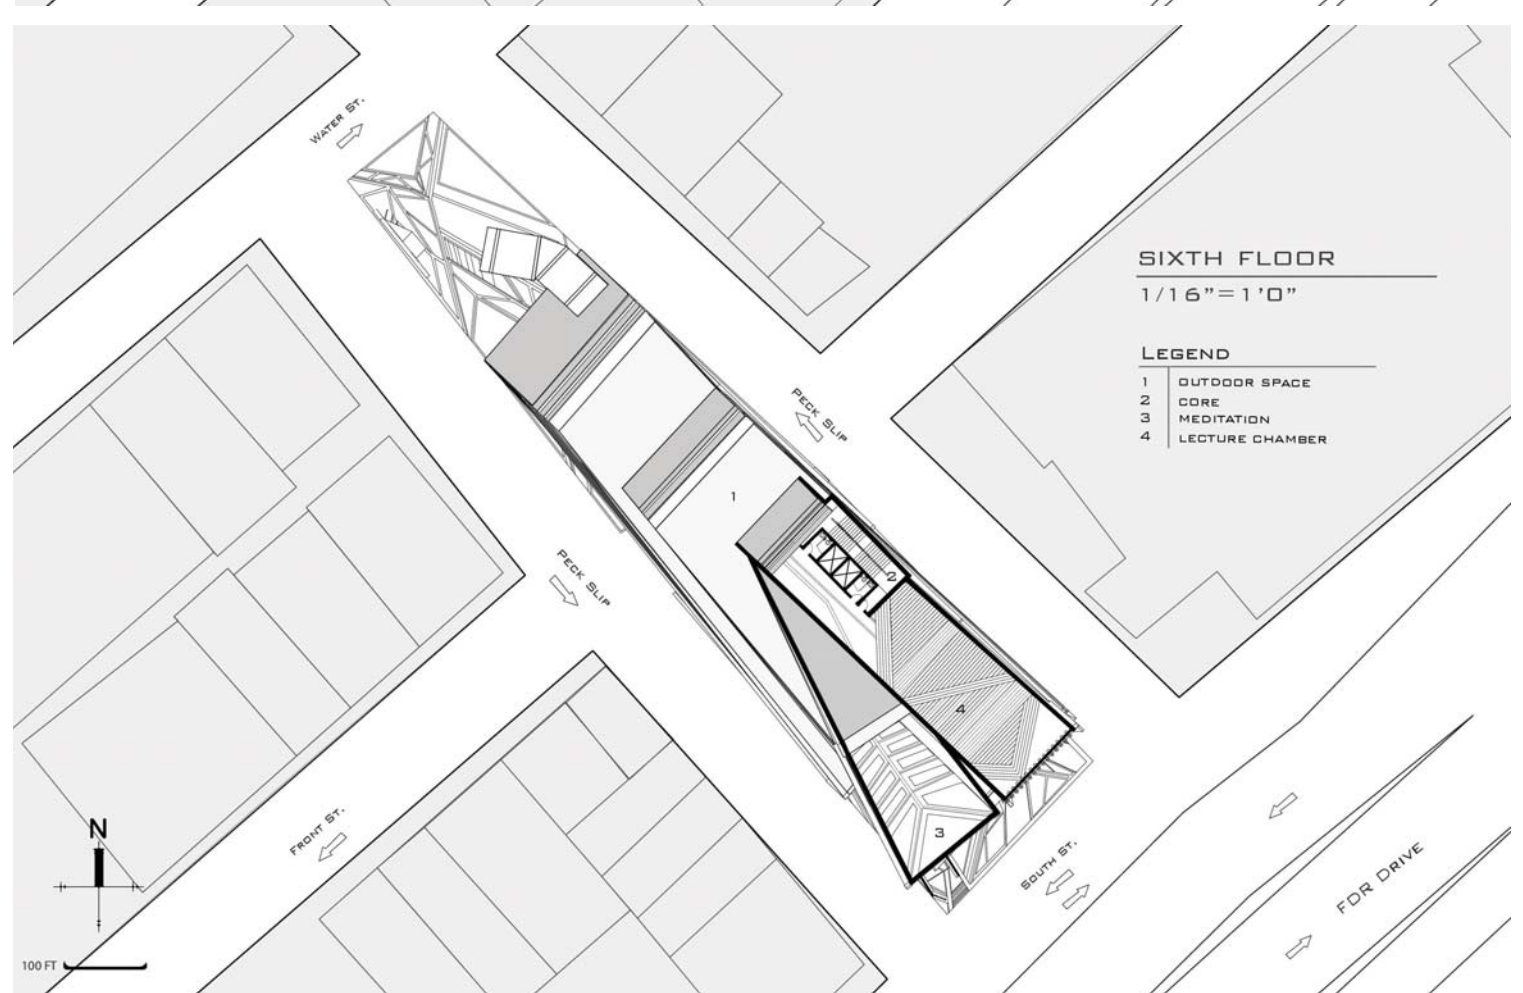 WATER ST.
SIXTH FLOOR
1/16"=1'0"
LEGEND
1 OUTDOOR SPACE
2 CORE
3 MEDITATION
4 LECTURE CHAMBER
PECK SLIP
1
2
PECK SLIP
4
3
N
FRONT ST.
SOUTH ST.
FDR DRIVE
100 FT